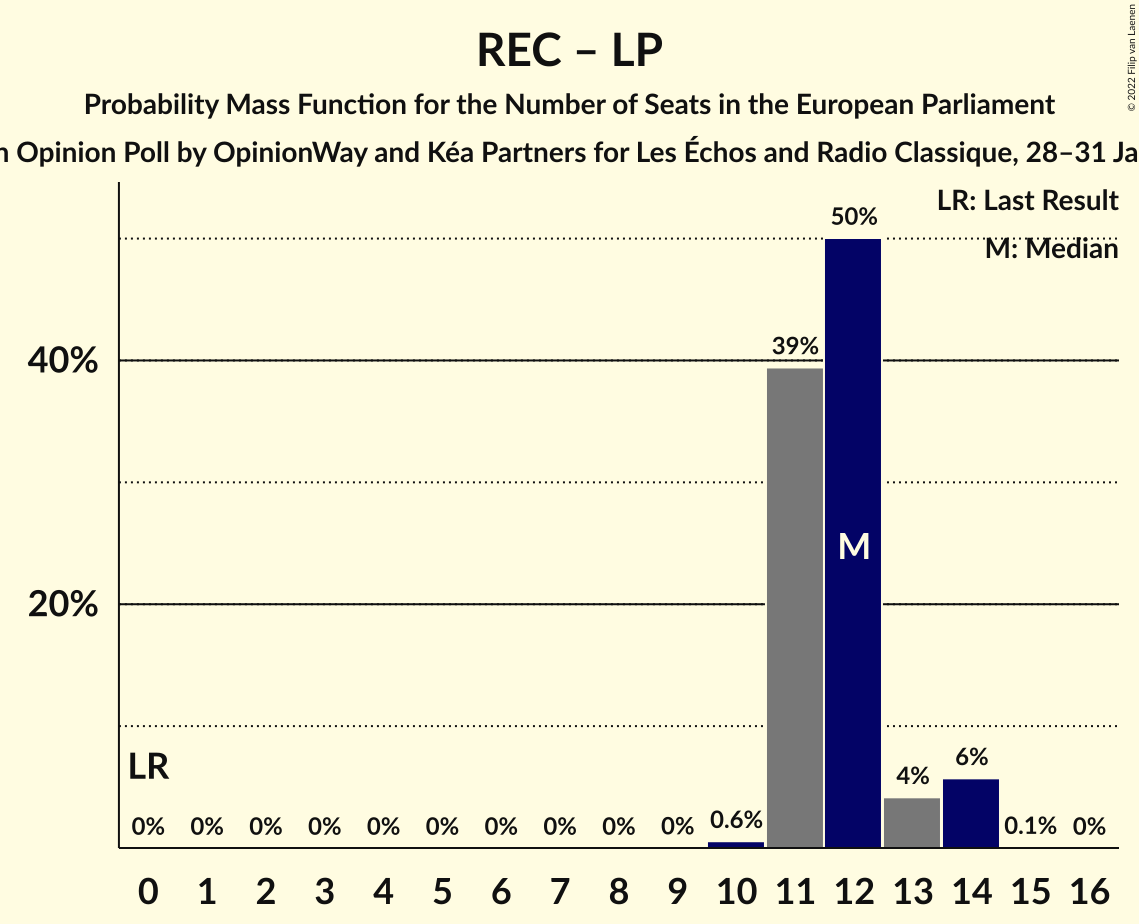 REC – LP
Probability Mass Function for the Number of Seats in the European Parliament
n Opinion Poll by OpinionWay and Kéa Partners for Les Échos and Radio Classique, 28–31 Ja
© 2022 Filip van Laenen
LR: Last Result
M: Median
50%
39%
40%
M
20%
LR
0% 0% 0% 0% 0% 0% 0% 0% 0% 0% 0.6% 4% 6% 0.1% 0%
0 1 2 3 4 5 6 7 8 9 10 11 12 13 14 15 16